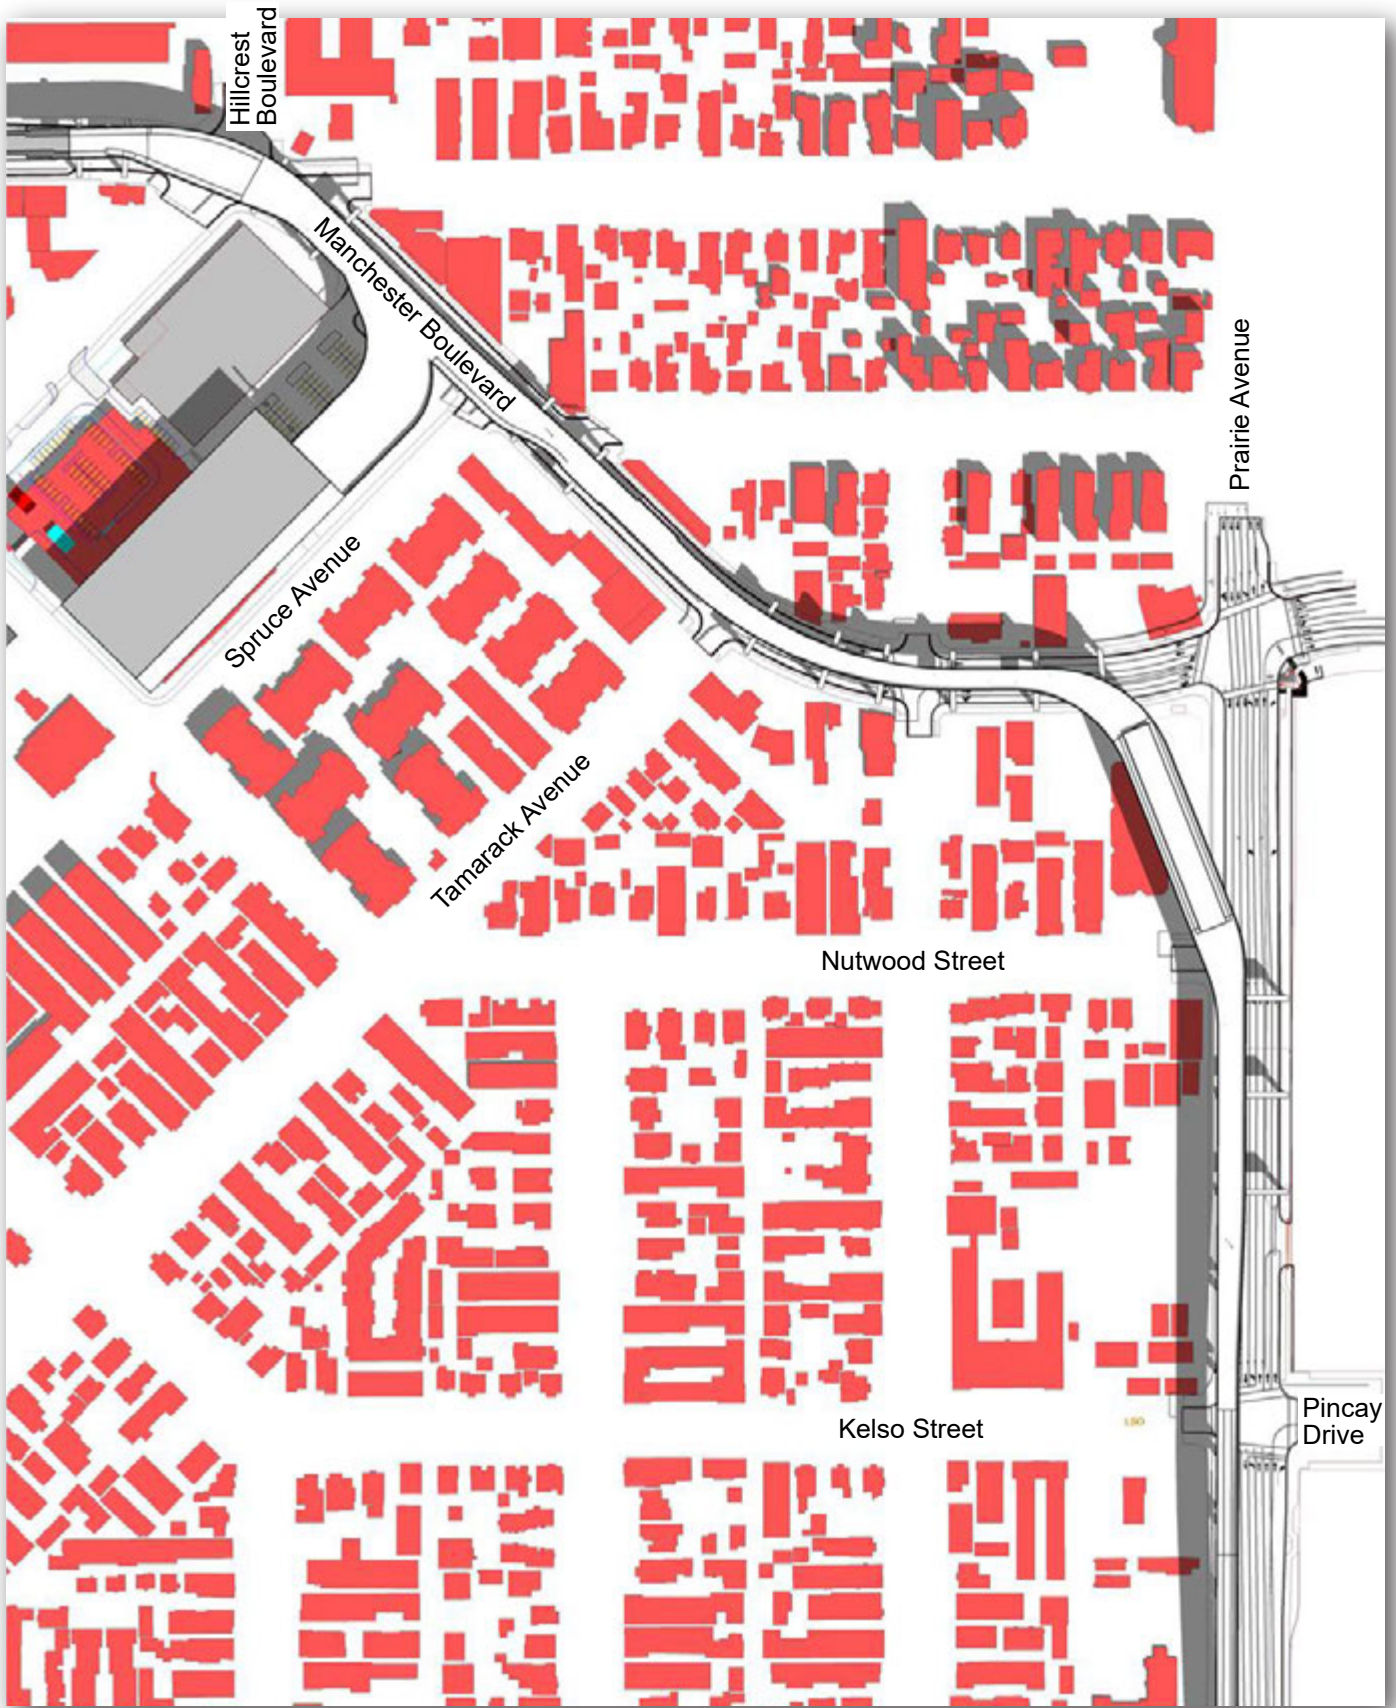 Hillcrest
Boulevard
Manchester Boulevard
Prairie Avenue
Spruce Avenue
Tamarack Avenue
Nutwood Street
Pincay
Drive
Kelso Street